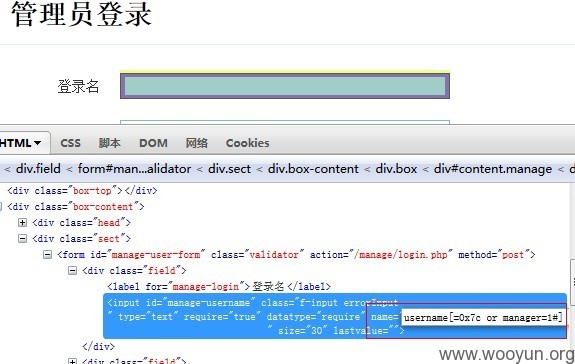 管理员登录
登录名
HTML CSS 脚本 DOM 网络 Cookies
< div.field < form#man...alidator < div.sect < div.box-content < div.box < div#content.manage <
<div class="box-top"></div>
<div class="box-content">
<div class="head">
<div class="sect">
<form id="manage-user-form" class="validator" action="/manage/login.php" method="post">
<div class="field">
<label for="manage-login">登录名</label>
<input id="manage-username" class="f-input errorInput
" type="text" require="true" datatype="require" name= username[=0x7c or manager=1#]
" size="30" lastvalue="">
www.wooyun.org